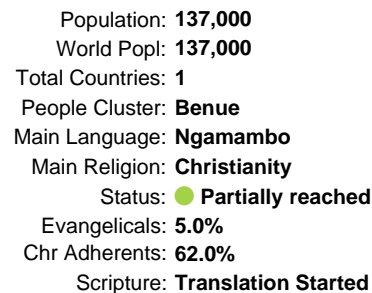 Population: 137,000
World Popl: 137,000
Total Countries: 1
People Cluster: Benue
Main Language: Ngamambo
Main Religion: Christianity
Status: Partially reached
Evangelicals: 5.0%
Chr Adherents: 62.0%
Scripture: Translation Started